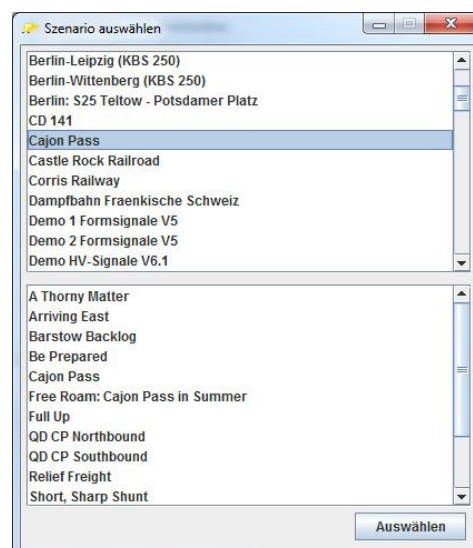 Szenario auswählen
Berlin-Leipzig (KBS 250)
Berlin-Wittenberg (KBS 250)
Berlin: S25 Teltow - Potsdamer Platz
CD 141
Cajon Pass
Castle Rock Railroad
Corris Railway
Dampfbahn Fraenkische Schweiz
Demo 1 Formsignale V5
Demo 2 Formsignale V5
Demo HV-Signale V6.1
A Thorny Matter
Arriving East
Barstow Backlog
Be Prepared
Cajon Pass
Free Roam: Cajon Pass in Summer
Full Up
QD CP Northbound
QD CP Southbound
Relief Freight
Short, Sharp Shunt
Auswählen